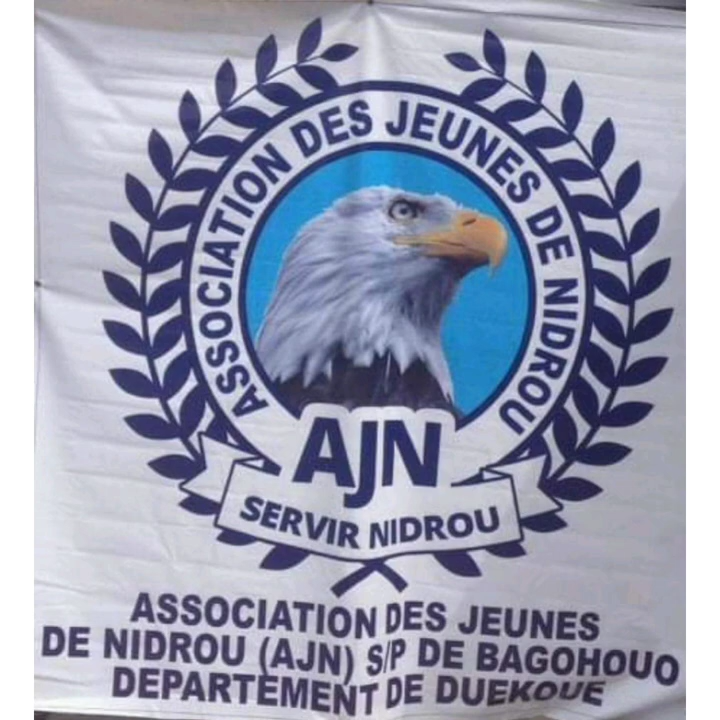 ASSOCIATION DES JEUNES DE NIDROU
AJN
SERVIR NIDROU
ASSOCIATION DES JEUNES
DE NIDROU (AJN) S/P DE BAGOHOUO
DEPARTEMENT DE DUEKOUE